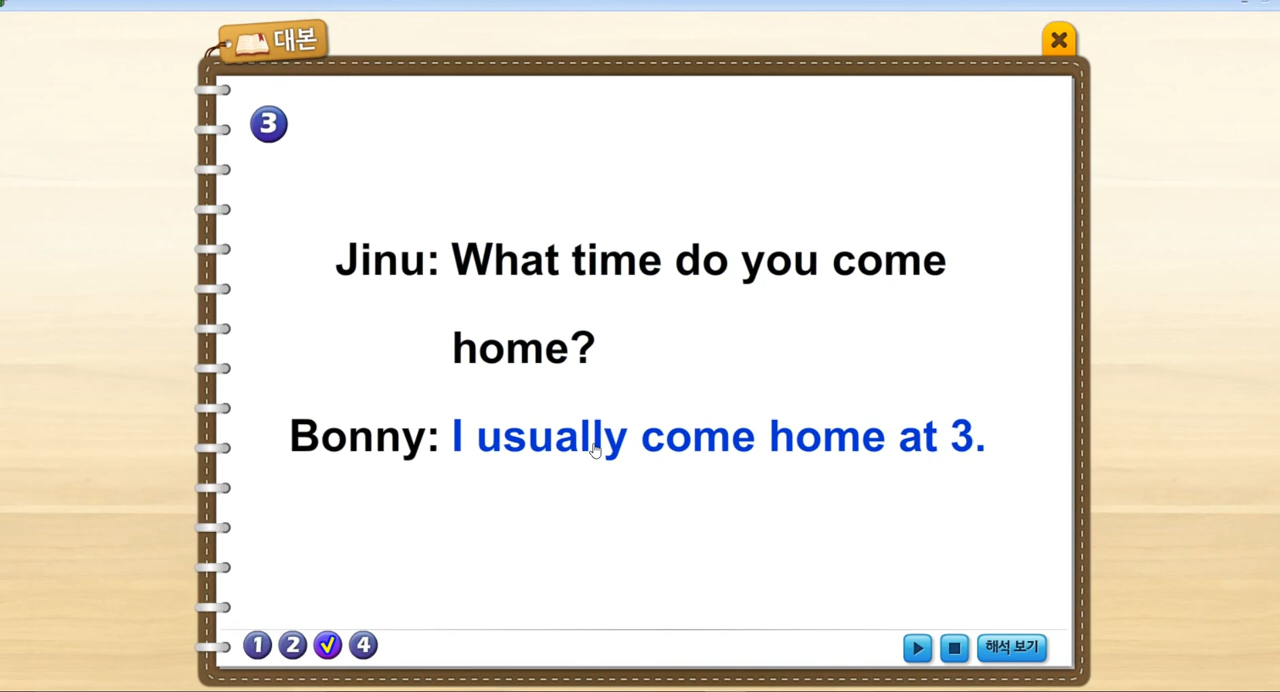 대본
3
Jinu: What time do you come
home?
Bonny: I usually come home at 3.
1 2 4
해석 보기